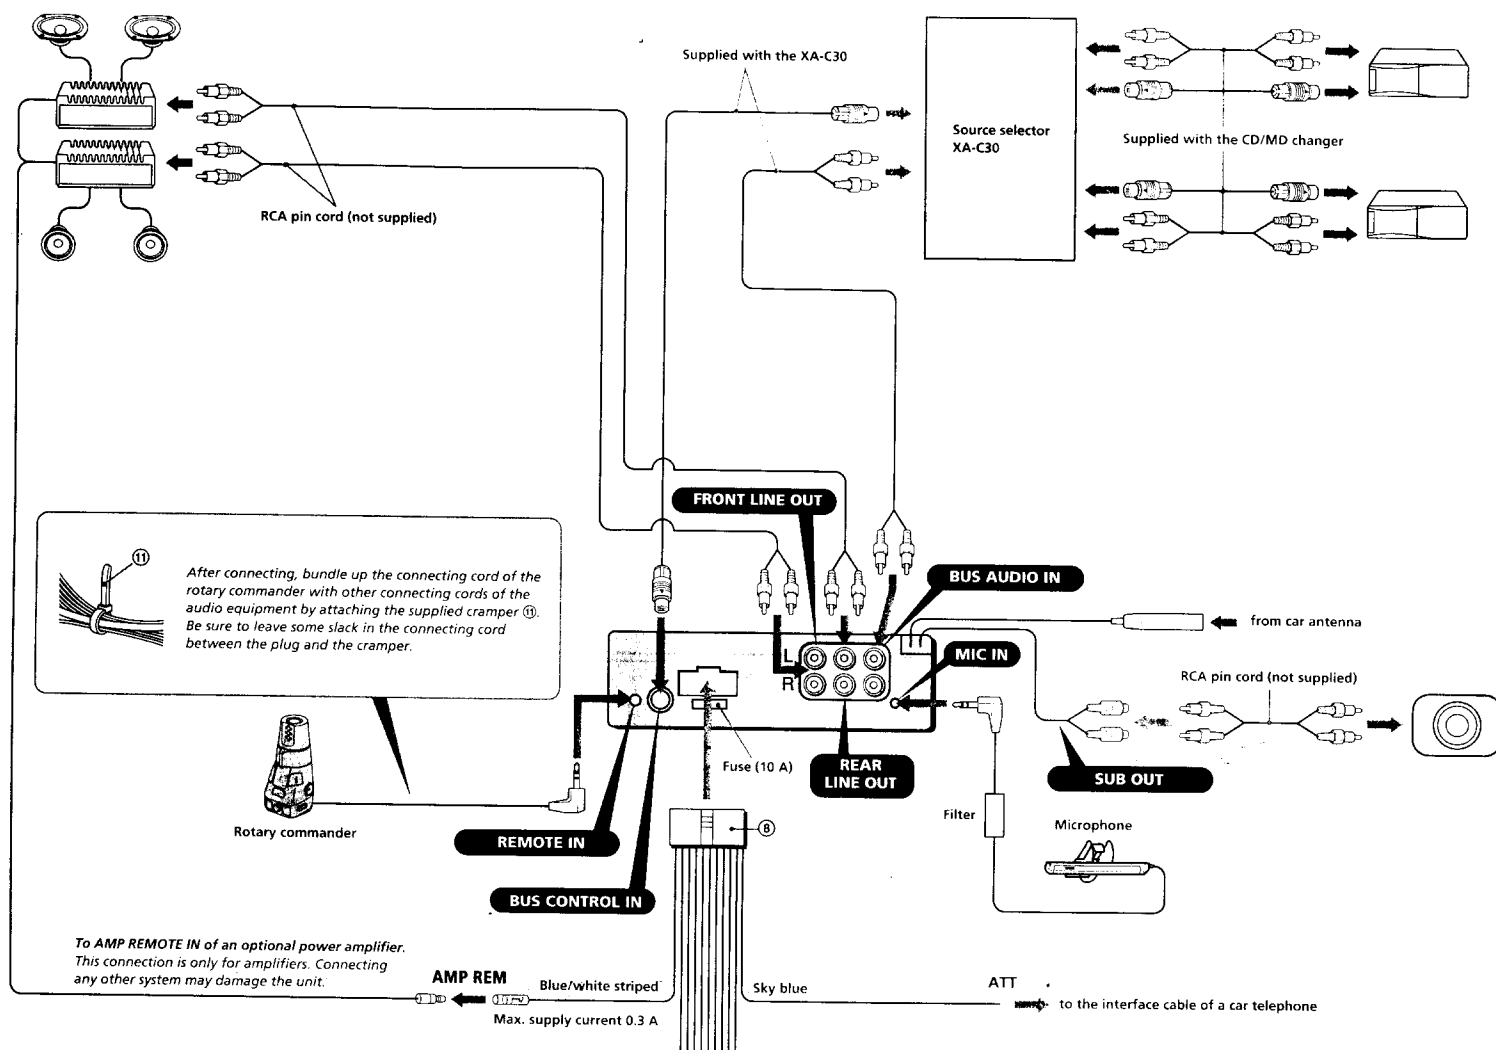 Supplied with the XA-C30
Source selector
XA-C30
Supplied with the CD/MD changer
RCA pin cord (not supplied)
FRONT LINE OUT
11
After connecting, bundle up the connecting cord of the
rotary commander with other connecting cords of the
audio equipment by attaching the supplied cramper ⑪.
Be sure to leave some slack in the connecting cord
between the plug and the cramper.
BUS AUDIO IN
from car antenna
L
R
MIC IN
RCA pin cord (not supplied)
Fuse (10 A)
REAR
LINE OUT
SUB OUT
Rotary commander
REMOTE IN
8
Filter
Microphone
BUS CONTROL IN
To AMP REMOTE IN of an optional power amplifier.
This connection is only for amplifiers. Connecting
any other system may damage the unit.
AMP REM
Blue/white striped
Max. supply current 0.3 A
Sky blue
ATT
to the interface cable of a car telephone